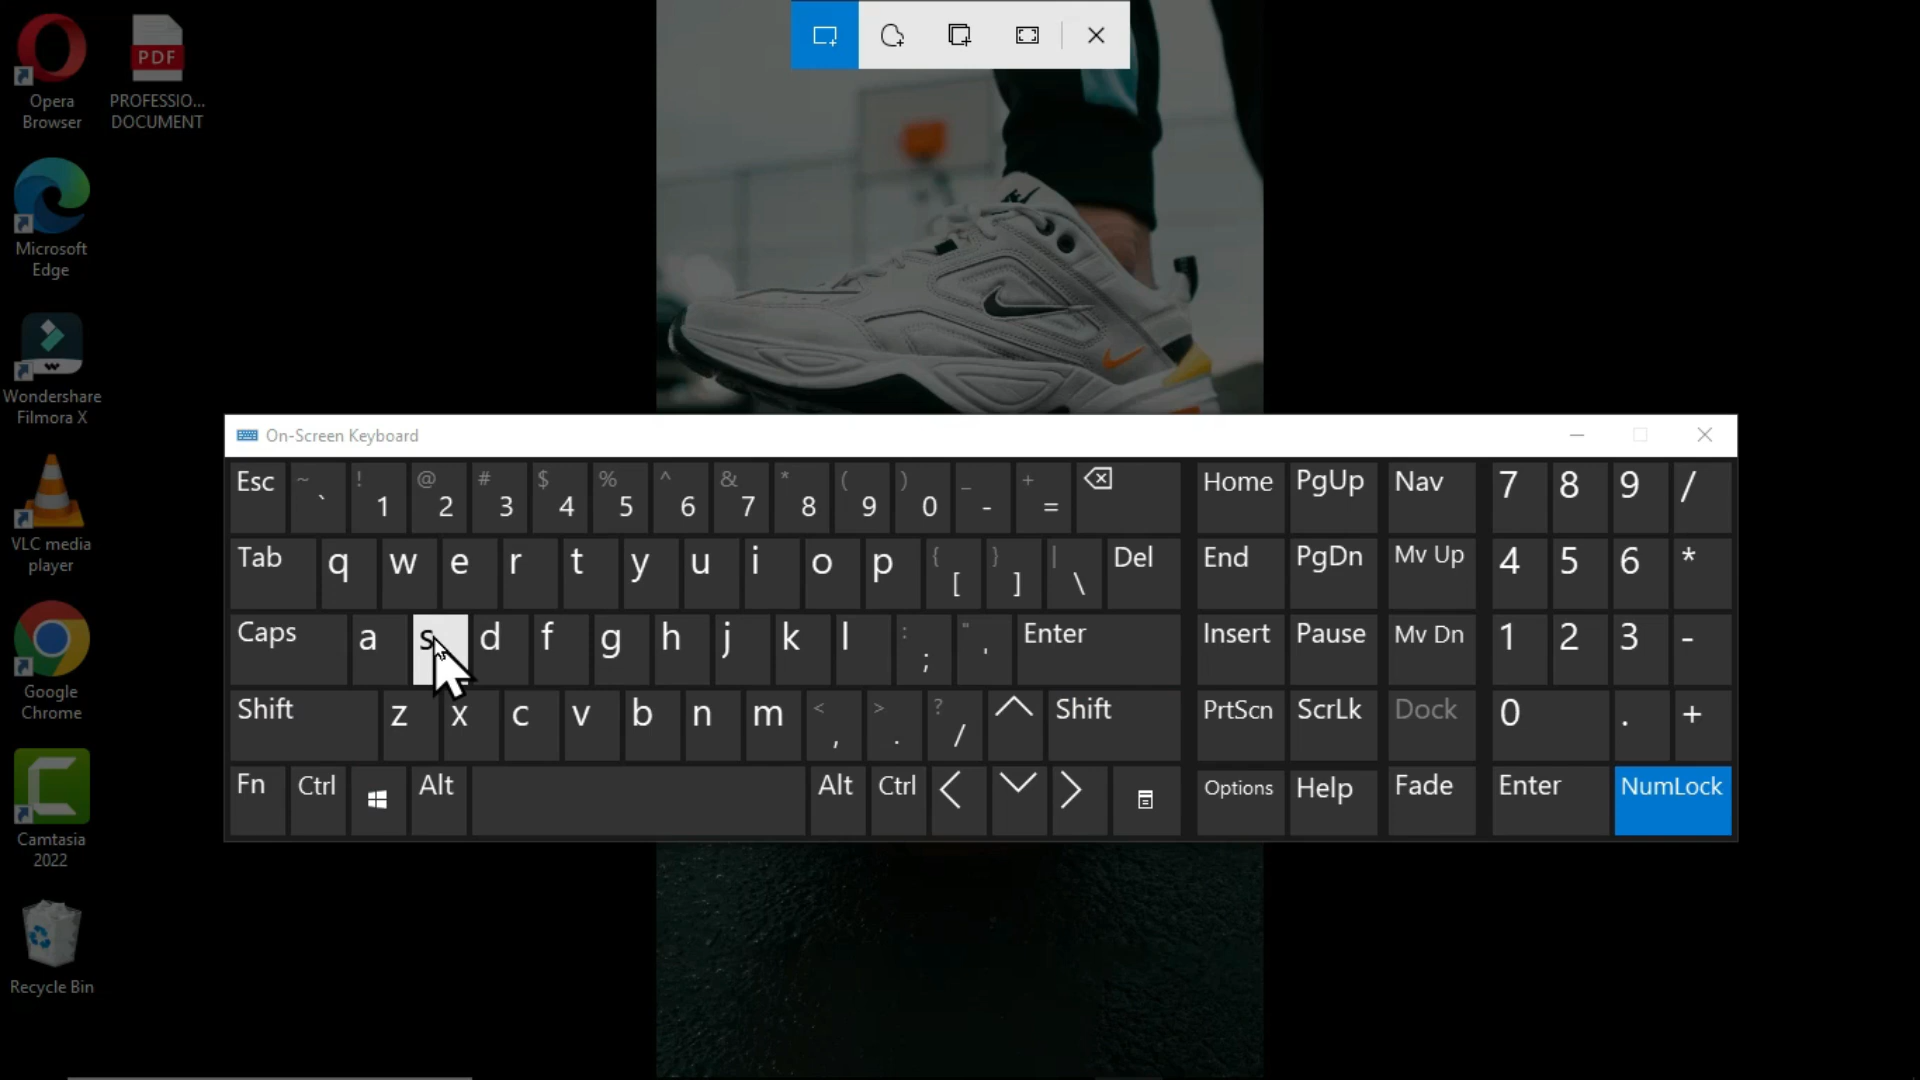 Opera
Browser
PROFESSIO...
DOCUMENT
PDF
Microsoft
Edge
Wondershare
Filmora X
VLC media
player
Google
Chrome
Camtasia
2022
Recycle Bin
On-Screen Keyboard
Esc ~ ` ! 1 @ 2 # 3 $ 4 % 5 ^ 6 & 7 * 8 ( 9 ) 0 _ - + = Home PgUp Nav 7 8 9 /
Tab q w e r t y u i o p { [ } ] | \ Del End PgDn Mv Up 4 5 6 *
Caps a s d f g h j k l : ; " ' Enter Insert Pause Mv Dn 1 2 3 -
Shift z x c v b n m < , > . ? / Shift PrtScn ScrLk Dock 0 . +
Fn Ctrl Alt Alt Ctrl Options Help Fade Enter NumLock